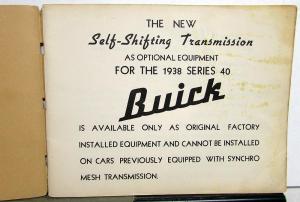 THE NEW
Self-Shifting Transmission
AS OPTIONAL EQUIPMENT
FOR THE 1938 SERIES 40
Buick
IS AVAILABLE ONLY AS ORIGINAL FACTORY
INSTALLED EQUIPMENT AND CANNOT BE INSTALLED
ON CARS PREVIOUSLY EQUIPPED WITH SYNCHRO
MESH TRANSMISSION.